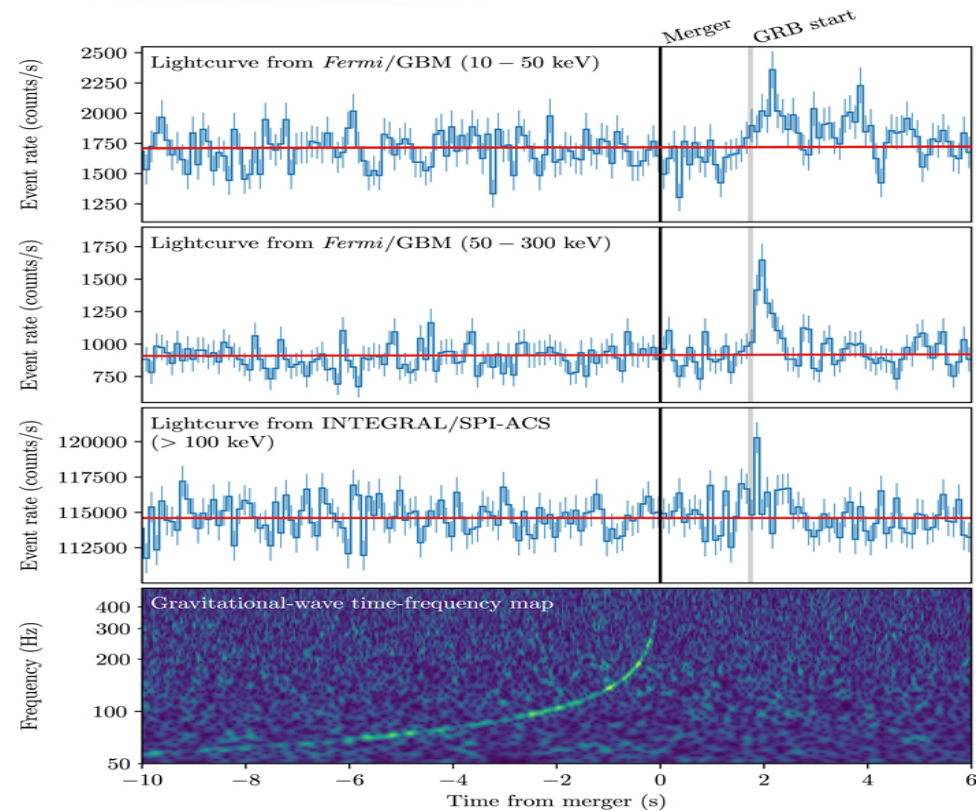 Merger
GRB start
Lightcurve from Fermi/GBM (10 − 50 keV)
Event rate (counts/s)
2500
2250
2000
1750
1500
1250
Lightcurve from Fermi/GBM (50 − 300 keV)
Event rate (counts/s)
1750
1500
1250
1000
750
Lightcurve from INTEGRAL/SPI-ACS
(> 100 keV)
Event rate (counts/s)
120000
117500
115000
112500
Gravitational-wave time-frequency map
Frequency (Hz)
400
300
200
100
50
−10 −8 −6 −4 −2 0 2 4 6
Time from merger (s)